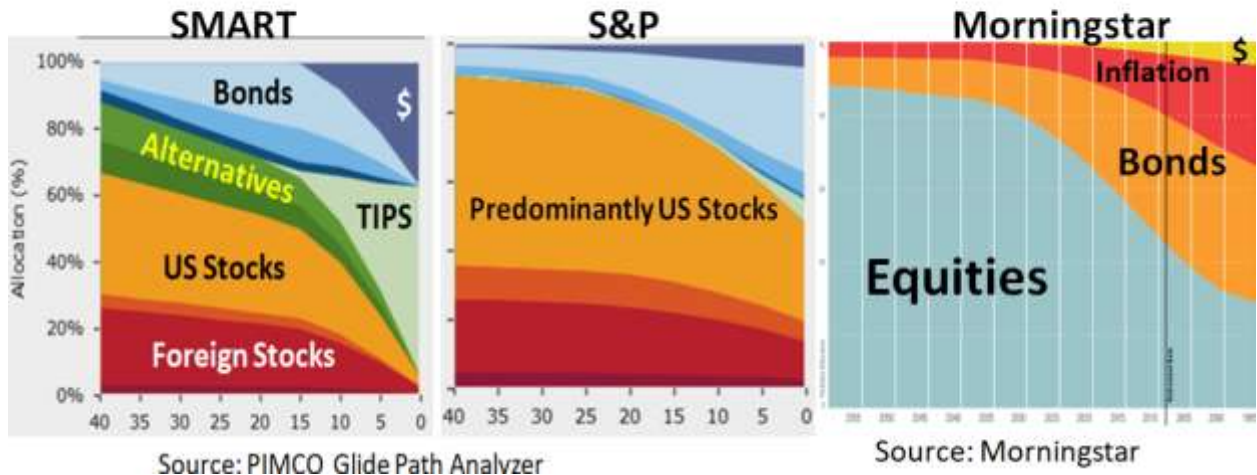 SMART
S&P
Morningstar
100%
80%
60%
40%
20%
0%
Allocation (%)
Bonds
$
Alternatives
TIPS
US Stocks
Foreign Stocks
40 35 30 25 20 15 10 5 0
Predominantly US Stocks
40 35 30 25 20 15 10 5 0
$
Inflation
Bonds
Equities
Source: PIMCO Glide Path Analyzer
Source: Morningstar